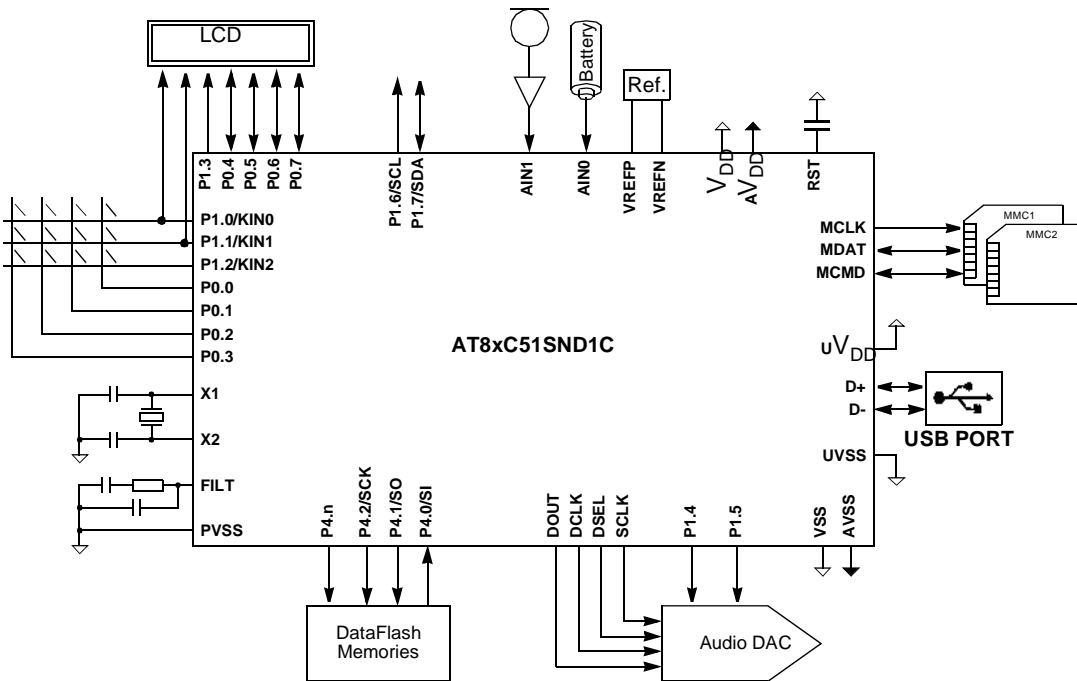 LCD
Battery
Ref.
P1.3
P0.4
P0.5
P0.6
P0.7
P1.6/SCL
P1.7/SDA
AIN1
AIN0
VREFP
VREFN
VDD
AVDD
RST
P1.0/KIN0
P1.1/KIN1
P1.2/KIN2
P0.0
P0.1
P0.2
P0.3
X1
X2
FILT
PVSS
AT8xC51SND1C
MCLK
MDAT
MCMD
MMC1
MMC2
UVDD
D+
D-
USB PORT
UVSS
P4.n
P4.2/SCK
P4.1/SO
P4.0/SI
DOUT
DCLK
DSEL
SCLK
P1.4
P1.5
VSS
AVSS
DataFlash
Memories
Audio DAC